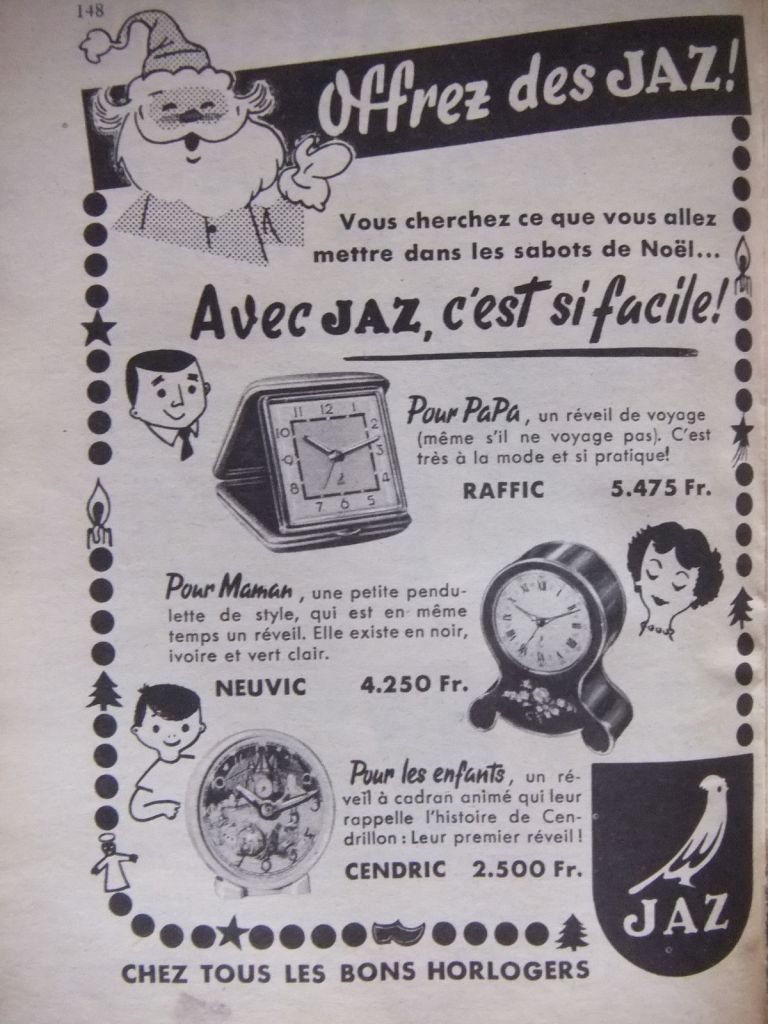 148
Offrez des JAZ!
Vous cherchez ce que vous allez
mettre dans les sabots de Noël...
Avec JAZ, c'est si facile!
Pour PaPa, un réveil de voyage
(même s'il ne voyage pas). C'est
très à la mode et si pratique!
RAFFIC 5.475 Fr.
Pour Maman, une petite pendu-
lette de style, qui est en même
temps un réveil. Elle existe en noir,
ivoire et vert clair.
NEUVIC 4.250 Fr.
Pour les enfants, un ré-
veil à cadran animé qui leur
rappelle l'histoire de Cen-
drillon : Leur premier réveil !
CENDRIC 2.500 Fr.
JAZ
CHEZ TOUS LES BONS HORLOGERS